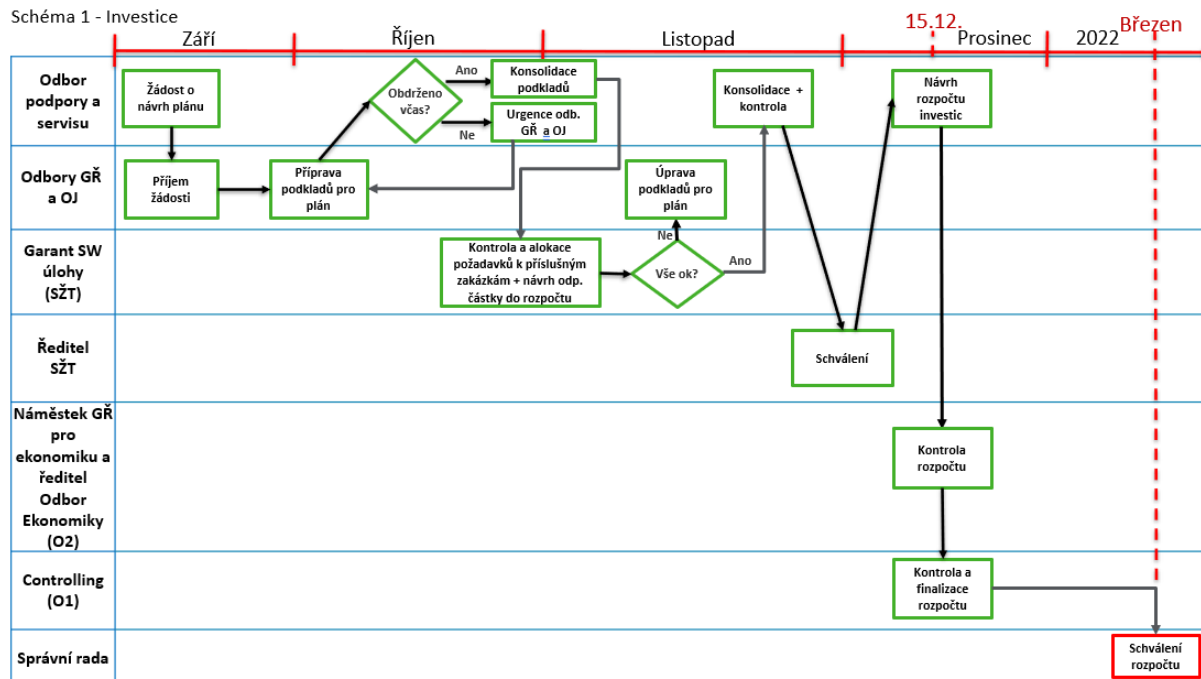 Schéma 1 - Investice
Září
Říjen
Listopad
15.12.
Prosinec
2022
Březen
Odbor
podpory a
servisu
Žádost o
návrh plánu
Obdrženo
včas?
Ano
Ne
Konsolidace
podkladů
Urgence odb.
GŘ a OJ
Konsolidace +
kontrola
Návrh
rozpočtu
investic
Odbory GŘ
a OJ
Příjem
žádosti
Příprava
podkladů pro
plán
Úprava
podkladů pro
plán
Garant SW
úlohy
(SŽT)
Kontrola a alokace
požadavků k příslušným
zakázkám + návrh odp.
částky do rozpočtu
Ne
Vše ok?
Ano
Ředitel
SŽT
Schválení
Náměstek GŘ
pro
ekonomiku a
ředitel
Odbor
Ekonomiky
(O2)
Kontrola
rozpočtu
Controlling
(O1)
Kontrola a
finalizace
rozpočtu
Správní rada
Schválení
rozpočtu